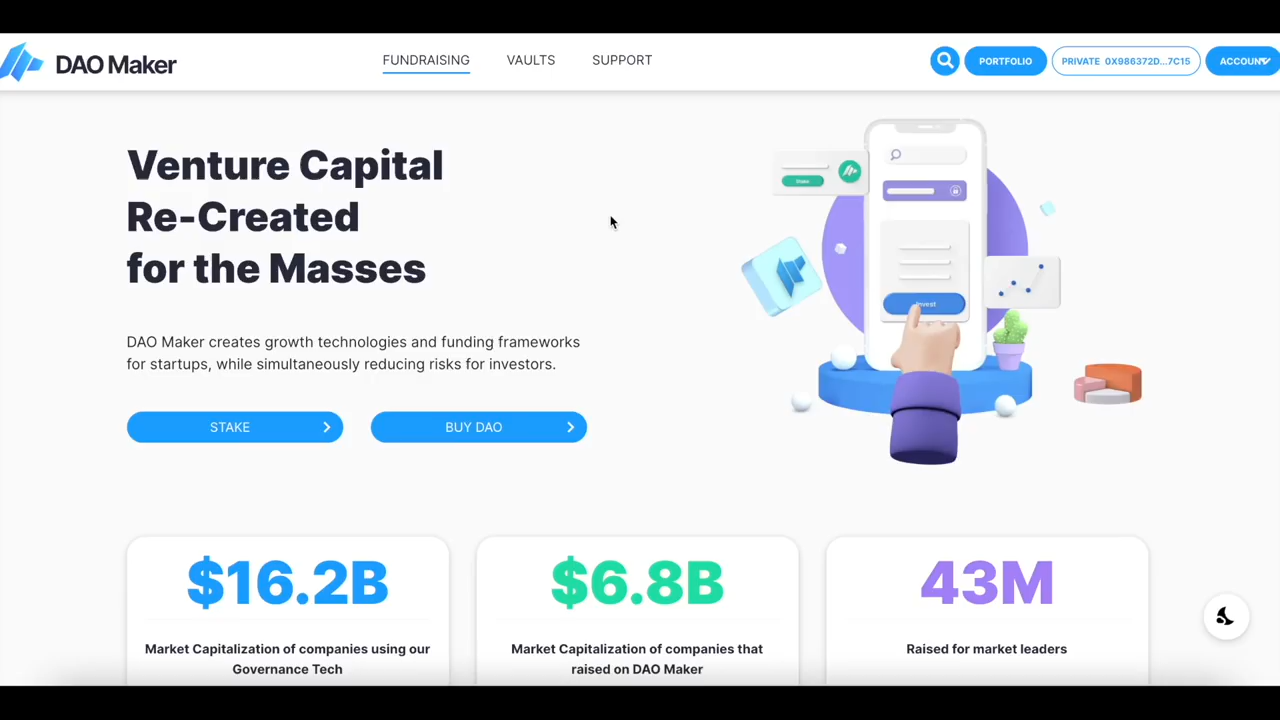 DAO Maker
FUNDRAISING
VAULTS
SUPPORT
PORTFOLIO
PRIVATE 0X986372D...7C15
ACCOUNT
Venture Capital
Re-Created
for the Masses
DAO Maker creates growth technologies and funding frameworks
for startups, while simultaneously reducing risks for investors.
STAKE
BUY DAO
Stake
Invest
$16.2B
Market Capitalization of companies using our
Governance Tech
$6.8B
Market Capitalization of companies that
raised on DAO Maker
43M
Raised for market leaders